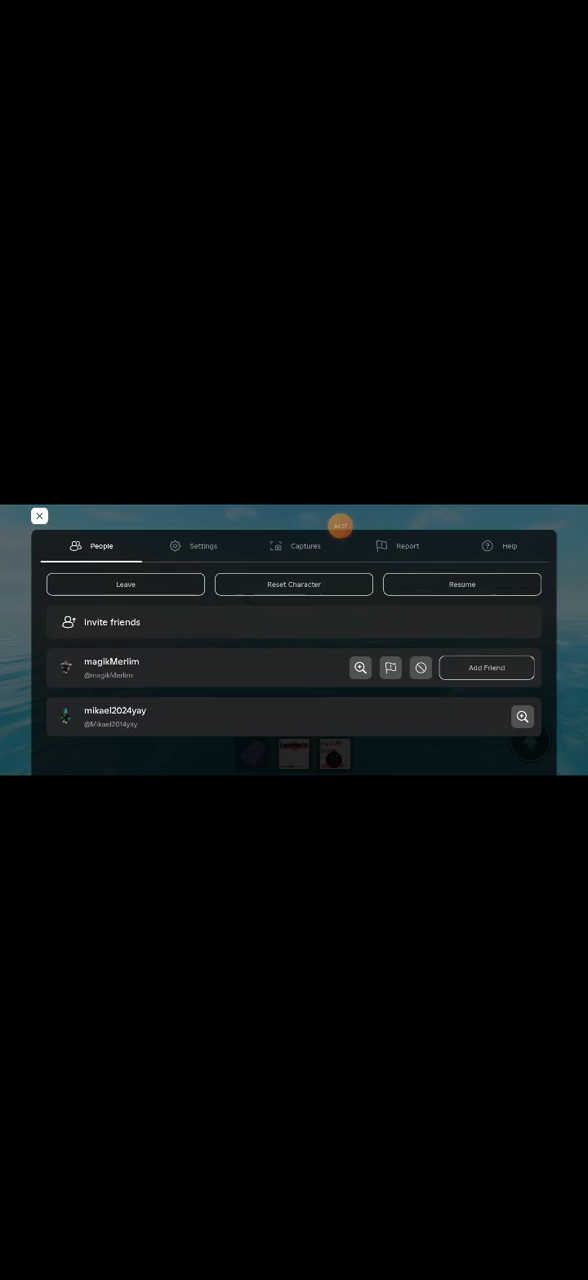 People
Settings
Captures
Report
Help
Leave
Reset Character
Resume
Invite friends
magikMerlim
@magikMerlim
Add Friend
mikael2024yay
@Mikael2014yay